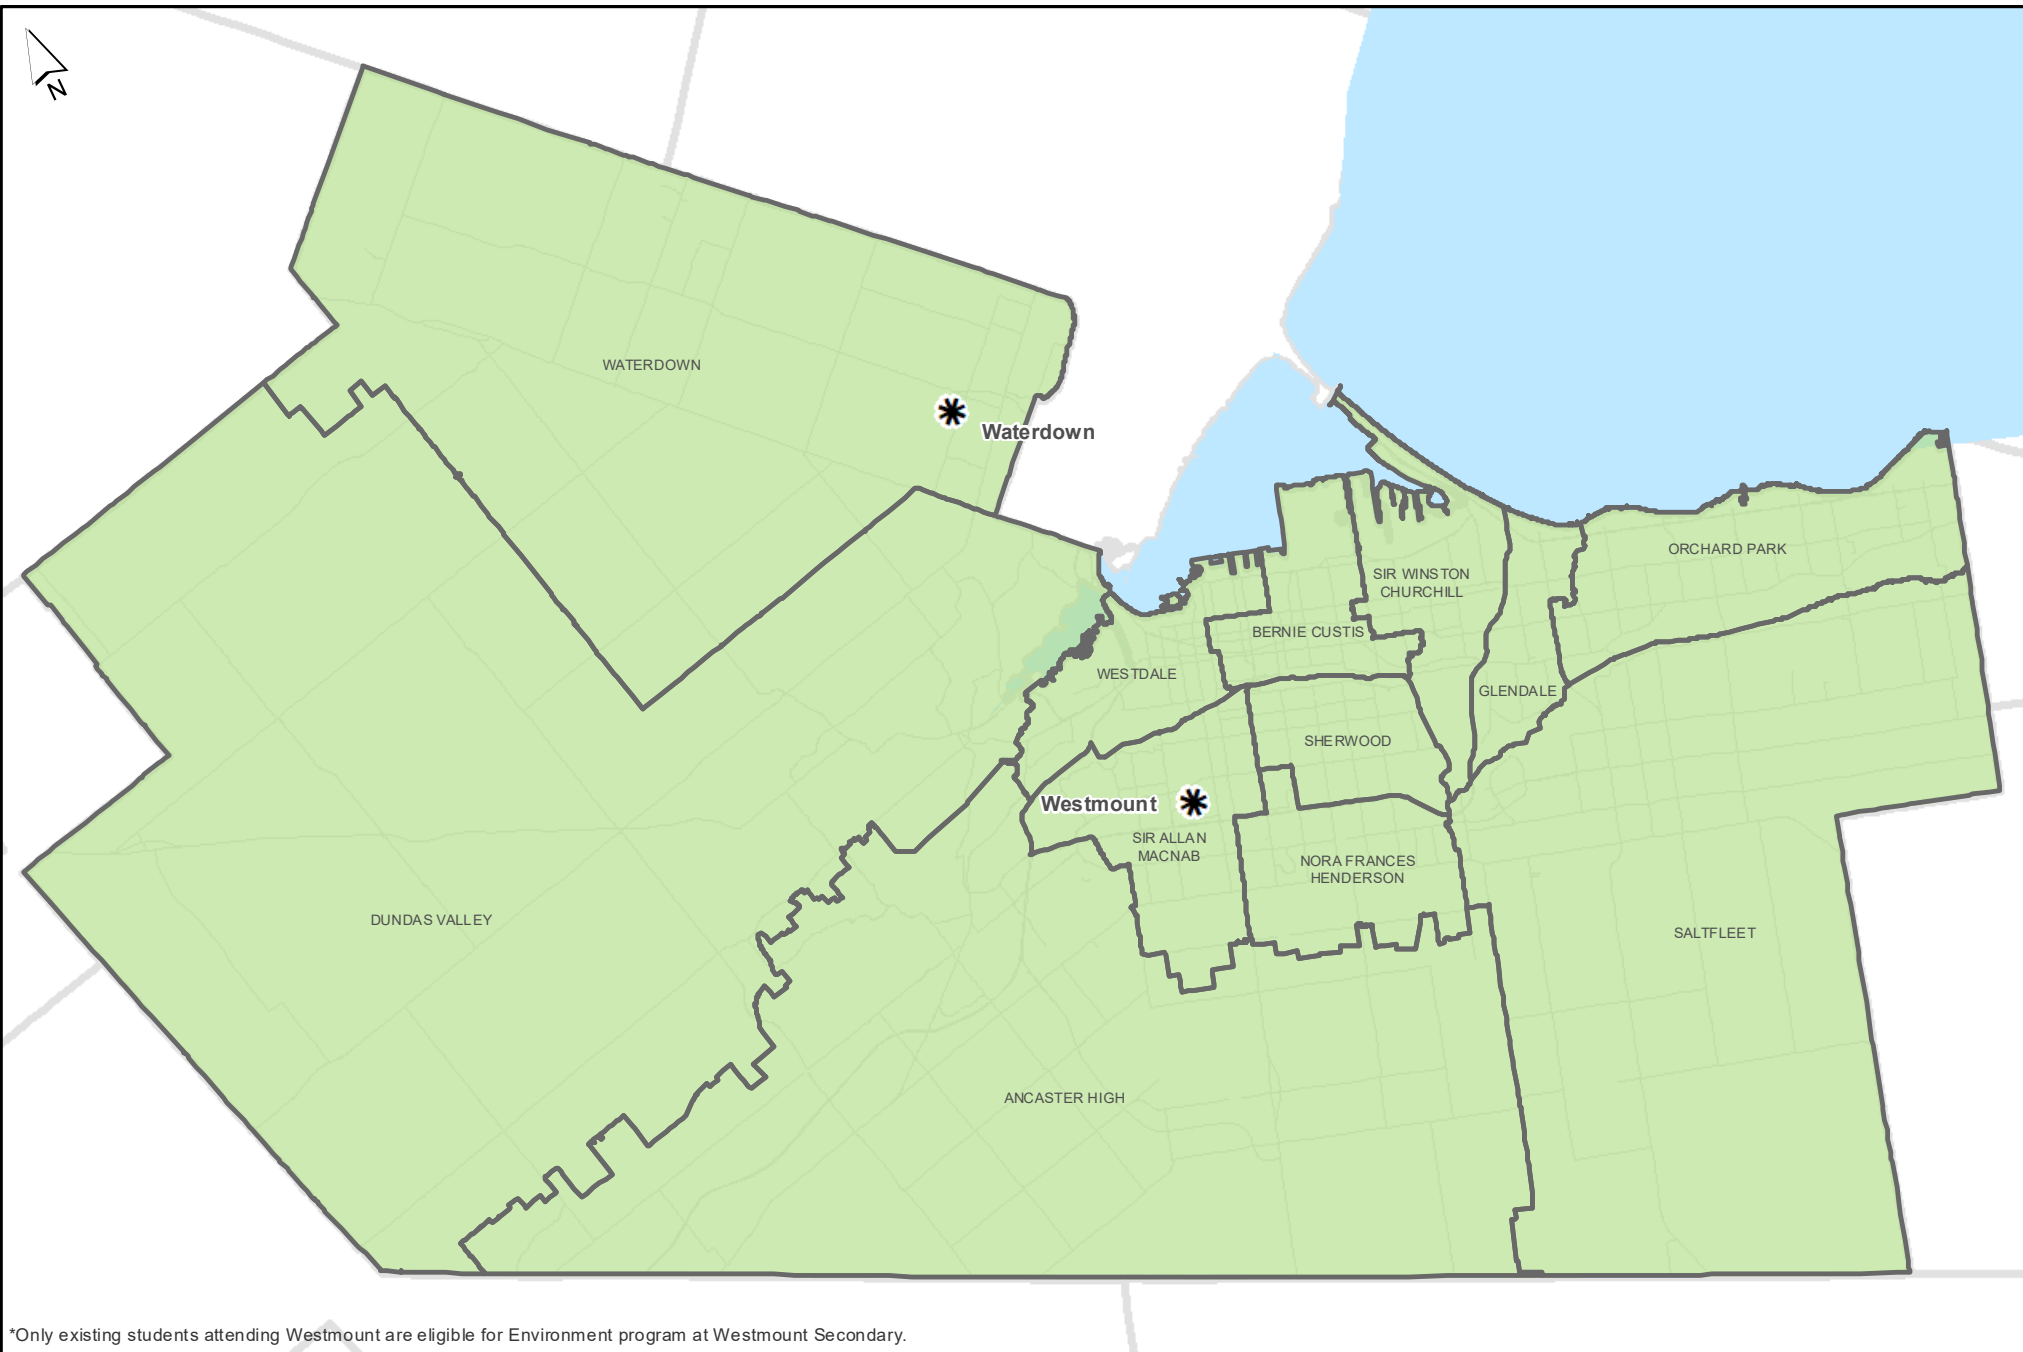 N
WATERDOWN
Waterdown
ORCHARD PARK
SIR WINSTON
CHURCHILL
BERNIE CUSTIS
WESTDALE
GLENDALE
SHERWOOD
Westmount
SIR ALLAN
MACNAB
NORA FRANCES
HENDERSON
DUNDAS VALLEY
SALTFLEET
ANCASTER HIGH
*Only existing students attending Westmount are eligible for Environment program at Westmount Secondary.